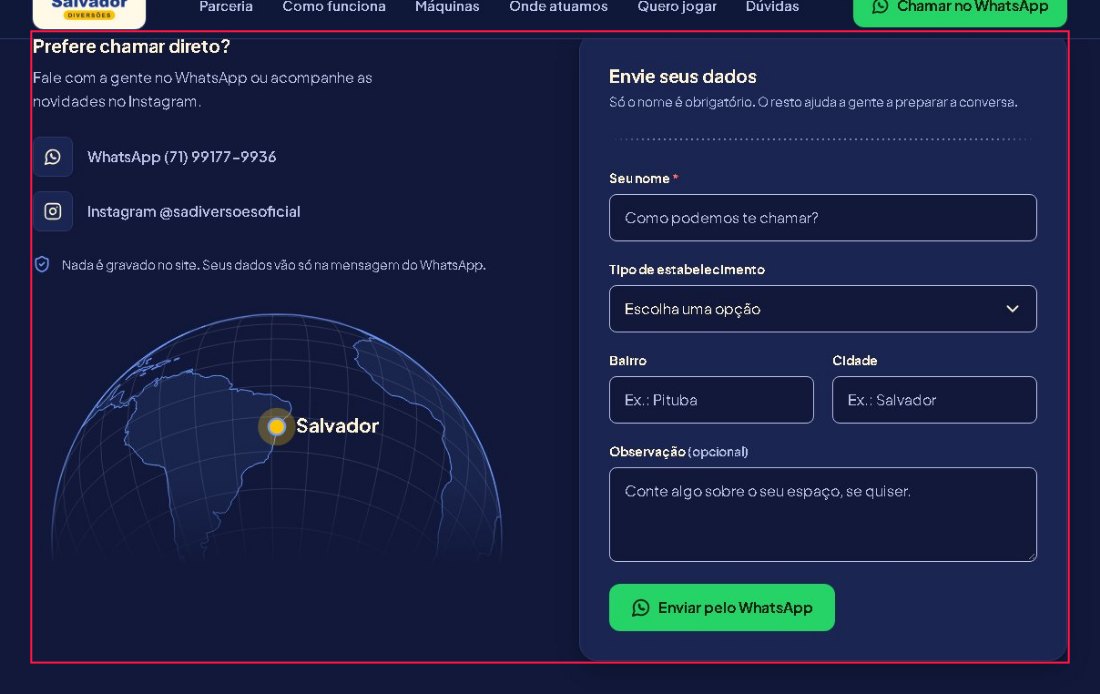 Salvador
DIVERSÕES
Parceria
Como funciona
Máquinas
Onde atuamos
Quero jogar
Dúvidas
Chamar no WhatsApp
Prefere chamar direto?
Fale com a gente no WhatsApp ou acompanhe as
novidades no Instagram.
WhatsApp (71) 99177-9936
Instagram @sadiversoesoficial
Nada é gravado no site. Seus dados vão só na mensagem do WhatsApp.
Salvador
Envie seus dados
Só o nome é obrigatório. O resto ajuda a gente a preparar a conversa.
Seu nome *
Como podemos te chamar?
Tipo de estabelecimento
Escolha uma opção
Bairro
Cidade
Ex.: Pituba
Ex.: Salvador
Observação (opcional)
Conte algo sobre o seu espaço, se quiser.
Enviar pelo WhatsApp